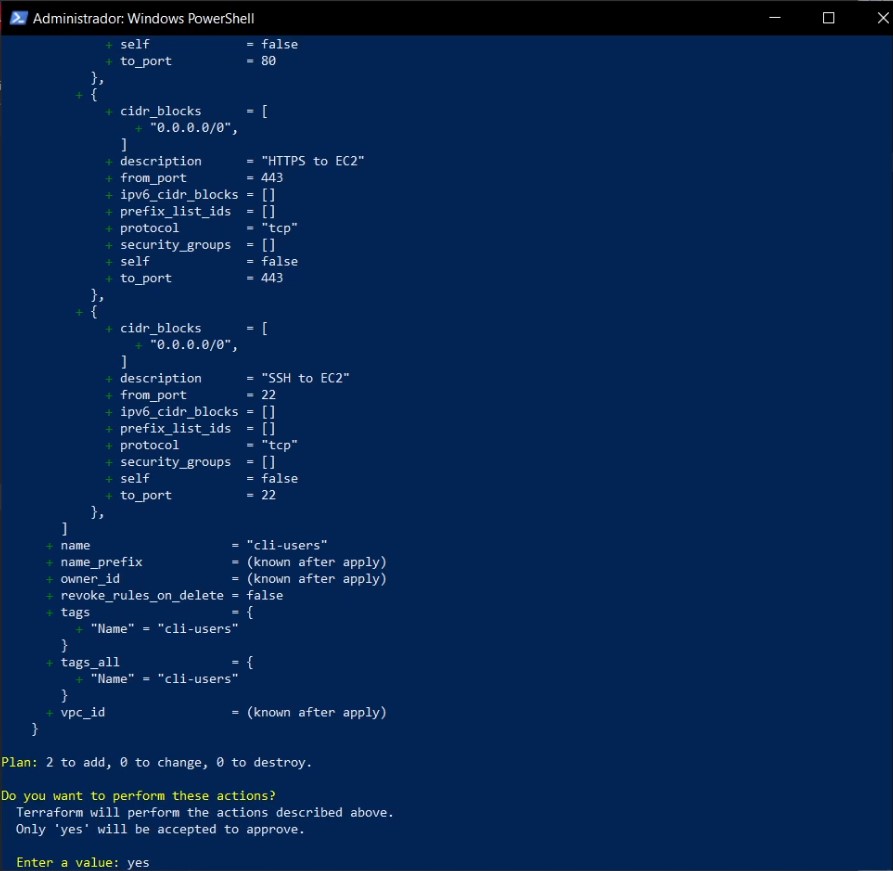 Administrador: Windows PowerShell
+ self = false
+ to_port = 80
},
+ {
+ cidr_blocks = [
+ "0.0.0.0/0",
]
+ description = "HTTPS to EC2"
+ from_port = 443
+ ipv6_cidr_blocks = []
+ prefix_list_ids = []
+ protocol = "tcp"
+ security_groups = []
+ self = false
+ to_port = 443
},
+ {
+ cidr_blocks = [
+ "0.0.0.0/0",
]
+ description = "SSH to EC2"
+ from_port = 22
+ ipv6_cidr_blocks = []
+ prefix_list_ids = []
+ protocol = "tcp"
+ security_groups = []
+ self = false
+ to_port = 22
},
]
+ name = "cli-users"
+ name_prefix = (known after apply)
+ owner_id = (known after apply)
+ revoke_rules_on_delete = false
+ tags = {
+ "Name" = "cli-users"
}
+ tags_all = {
+ "Name" = "cli-users"
}
+ vpc_id = (known after apply)
}
Plan: 2 to add, 0 to change, 0 to destroy.
Do you want to perform these actions?
Terraform will perform the actions described above.
Only 'yes' will be accepted to approve.
Enter a value: yes